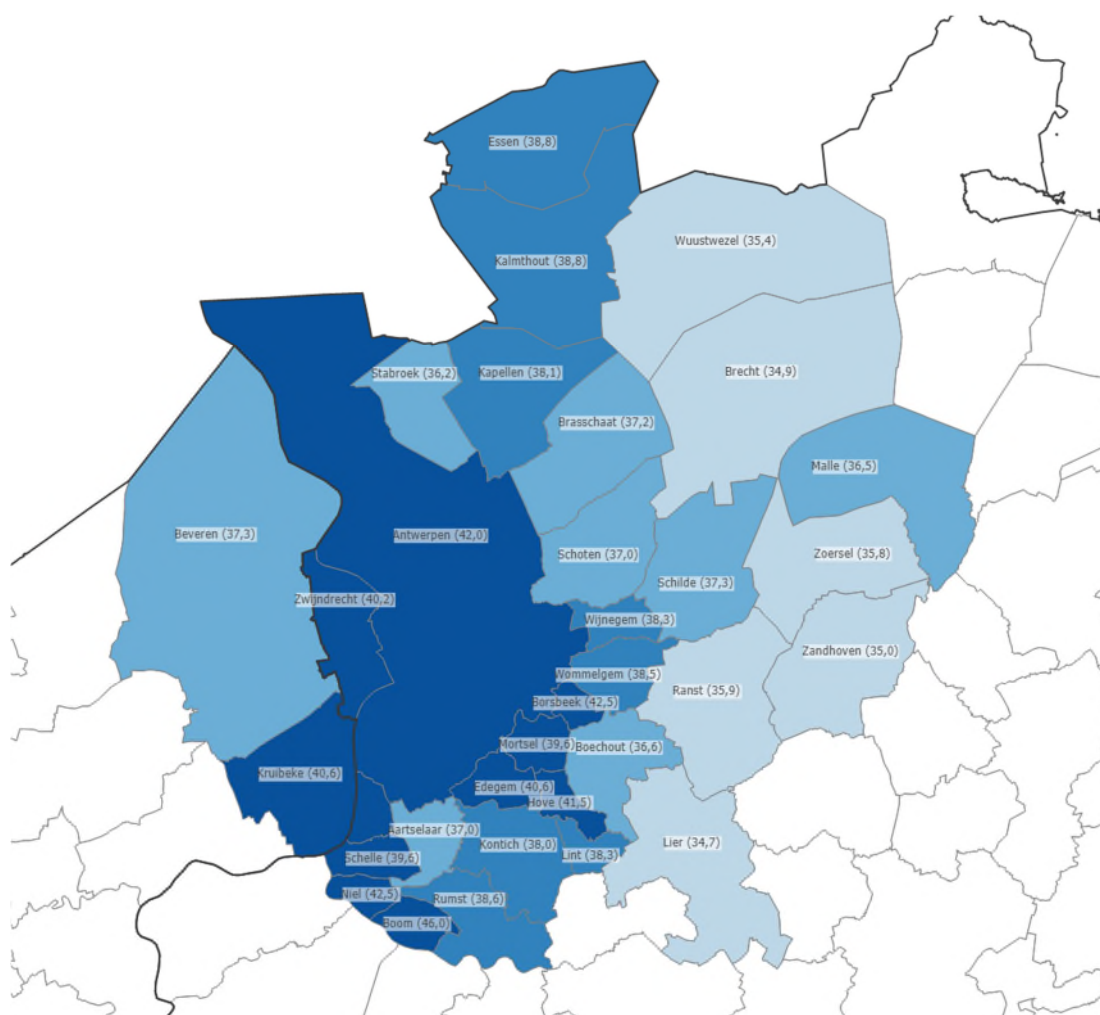 Essen (38,8)
Wuustwezel (35,4)
Kalmthout (38,8)
Stabroek (36,2)
Kapellen (38,1)
Brecht (34,9)
Brasschaat (37,2)
Malle (36,5)
Beveren (37,3)
Antwerpen (42,0)
Schoten (37,0)
Zoersel (35,8)
Schilde (37,3)
Zwijndrecht (40,2)
Wijnegem (38,3)
Zandhoven (35,0)
Wommelgem (38,5)
Ranst (35,9)
Borsbeek (42,5)
Mortsel (39,6)
Boechout (36,6)
Kruibeke (40,6)
Edegem (40,6)
Hove (41,5)
Aartselaar (37,0)
Kontich (38,0)
Lier (34,7)
Lint (38,3)
Schelle (39,6)
Niel (42,5)
Rumst (38,6)
Boom (46,0)